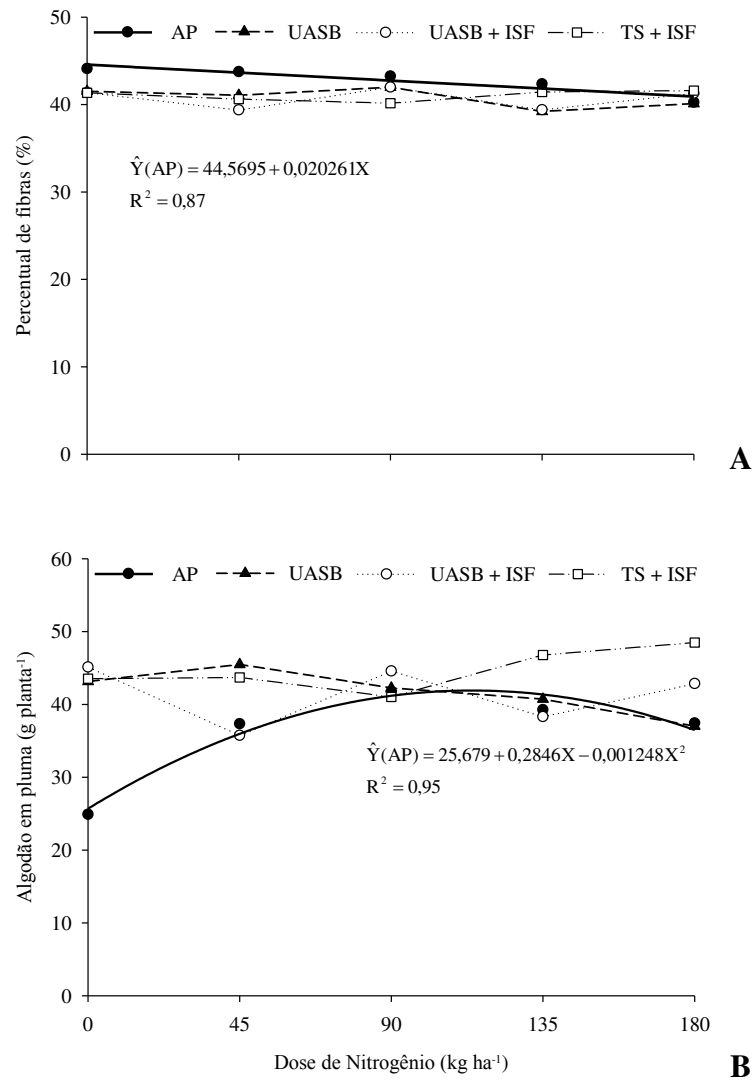 AP UASB UASB + ISF TS + ISF
50
40
30
20
10
0
Percentual de fibras (%)
Ŷ(AP) = 44,5695 + 0,020261X
R² = 0,87
A
AP UASB UASB + ISF TS + ISF
60
50
40
30
20
10
0
Algodão em pluma (g planta⁻¹)
Ŷ(AP) = 25,679 + 0,2846X − 0,001248X²
R² = 0,95
0 45 90 135 180
Dose de Nitrogênio (kg ha⁻¹)
B